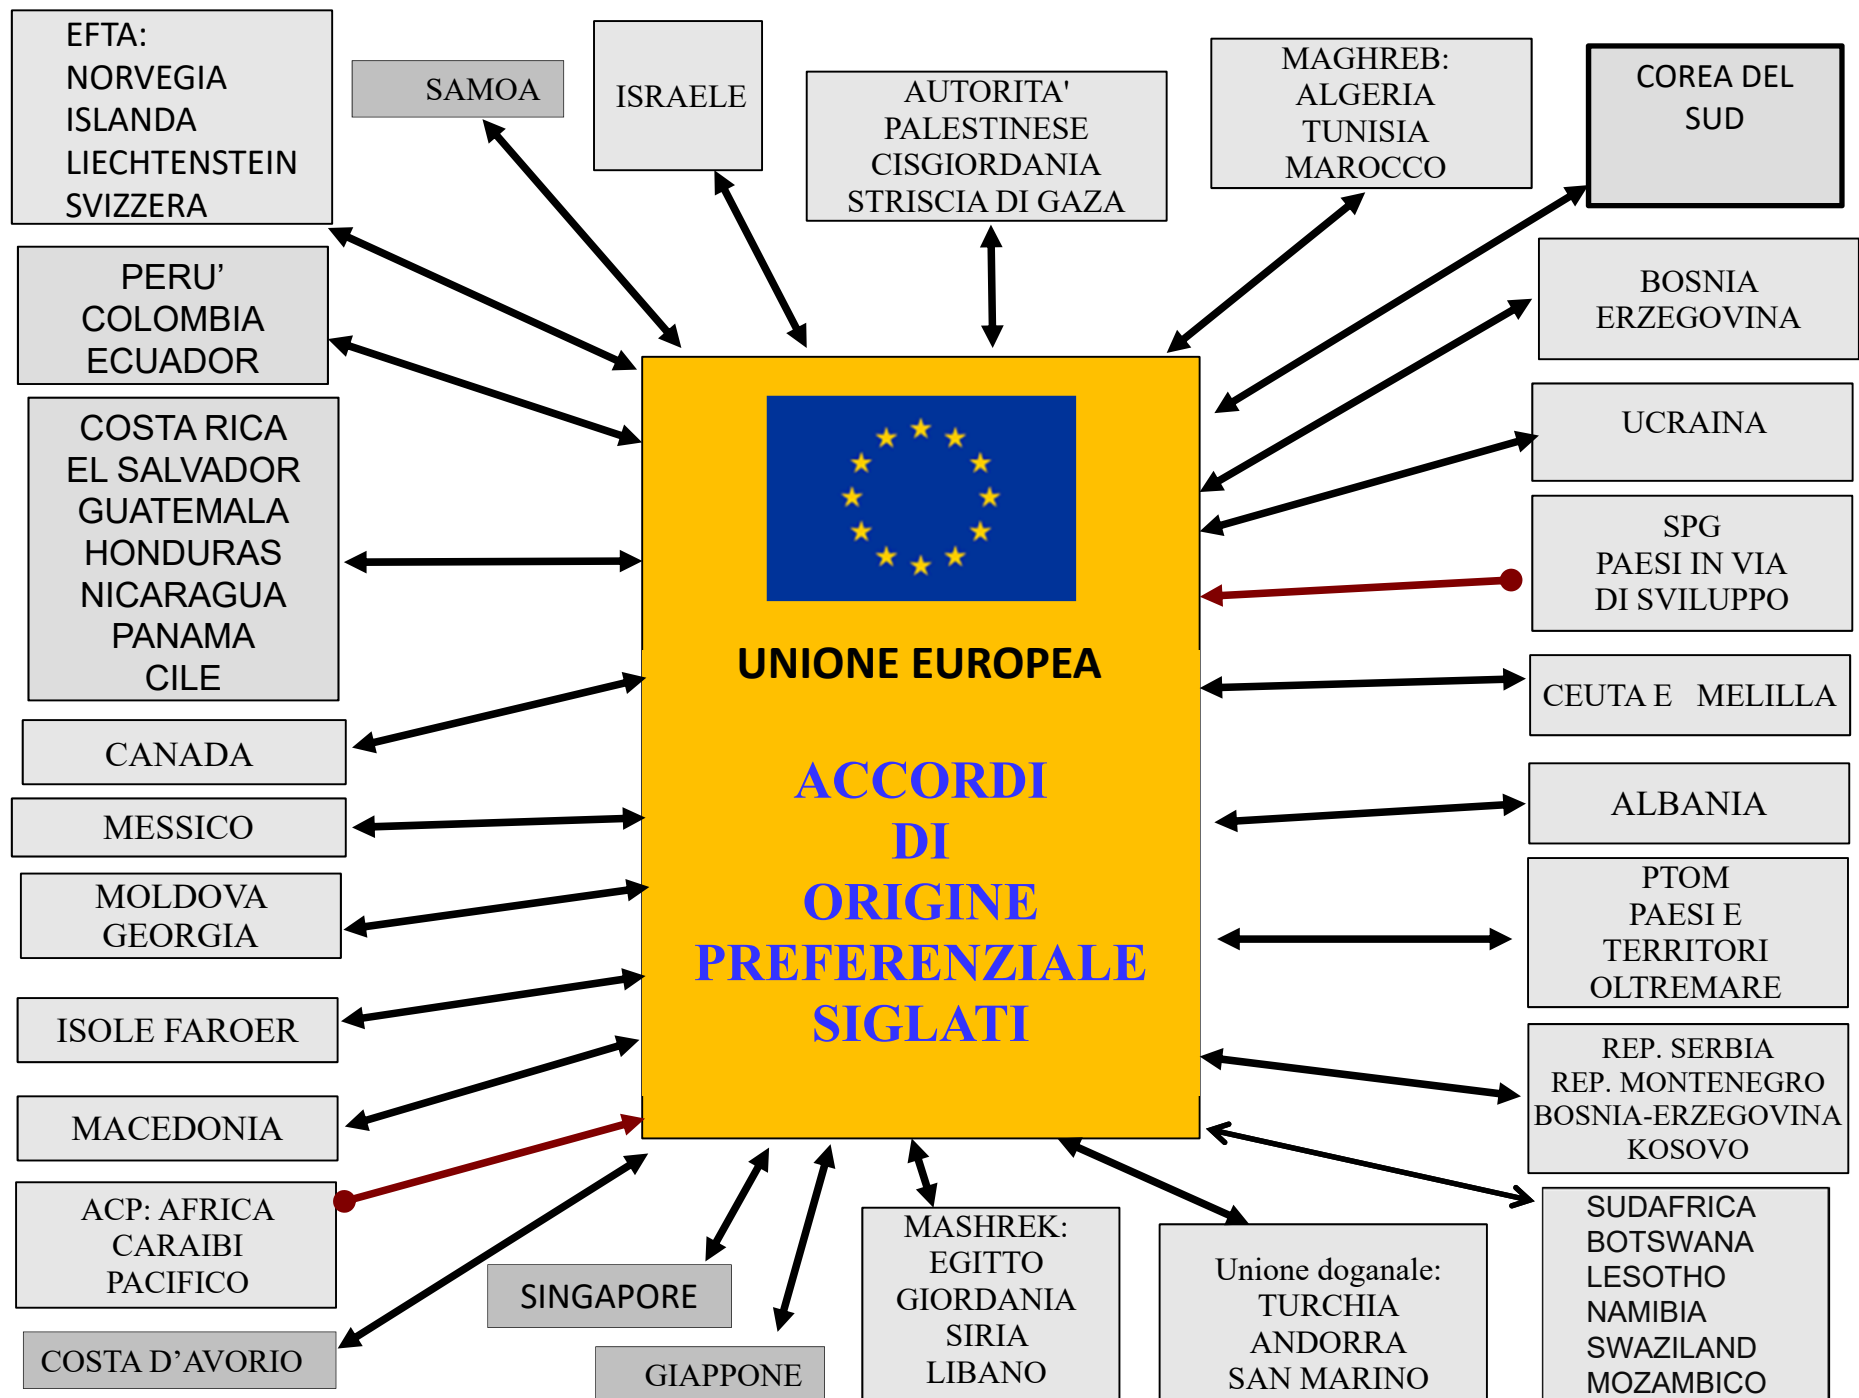 EFTA:
NORVEGIA
ISLANDA
LIECHTENSTEIN
SVIZZERA
SAMOA
ISRAELE
AUTORITA'
PALESTINESE
CISGIORDANIA
STRISCIA DI GAZA
MAGHREB:
ALGERIA
TUNISIA
MAROCCO
COREA DEL
SUD
PERU’
COLOMBIA
ECUADOR
BOSNIA
ERZEGOVINA
COSTA RICA
EL SALVADOR
GUATEMALA
HONDURAS
NICARAGUA
PANAMA
CILE
UCRAINA
SPG
PAESI IN VIA
DI SVILUPPO
UNIONE EUROPEA
ACCORDI
DI
ORIGINE
PREFERENZIALE
SIGLATI
CEUTA E MELILLA
CANADA
ALBANIA
MESSICO
MOLDOVA
GEORGIA
PTOM
PAESI E
TERRITORI
OLTREMARE
ISOLE FAROER
REP. SERBIA
REP. MONTENEGRO
BOSNIA-ERZEGOVINA
KOSOVO
MACEDONIA
ACP: AFRICA
CARAIBI
PACIFICO
COSTA D’AVORIO
SINGAPORE
GIAPPONE
MASHREK:
EGITTO
GIORDANIA
SIRIA
LIBANO
Unione doganale:
TURCHIA
ANDORRA
SAN MARINO
SUDAFRICA
BOTSWANA
LESOTHO
NAMIBIA
SWAZILAND
MOZAMBICO